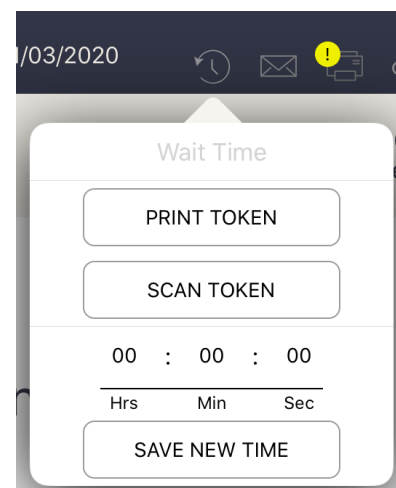 /03/2020
!
Wait Time
PRINT TOKEN
SCAN TOKEN
00 : 00 : 00
Hrs Min Sec
SAVE NEW TIME